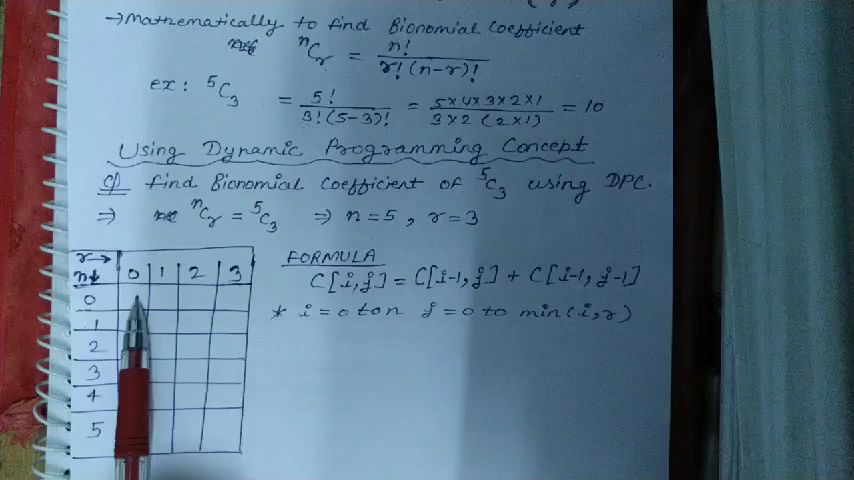 →Mathematically to find Bionomial Coefficient
nCr = n! / r!(n-r)!
ex: 5C3 = 5! / 3!(5-3)! = 5×4×3×2×1 / 3×2(2×1) = 10
Using Dynamic Programming Concept
Q) find Bionomial Coefficient of 5C3 using DPC.
⇒ nCr = 5C3 ⇒ n=5, r=3
r→
n↓ 0 1 2 3
0
1
2
3
4
5
FORMULA
C[i,j] = C[i-1,j] + C[i-1,j-1]
* i=0 to n j=0 to min(i,r)